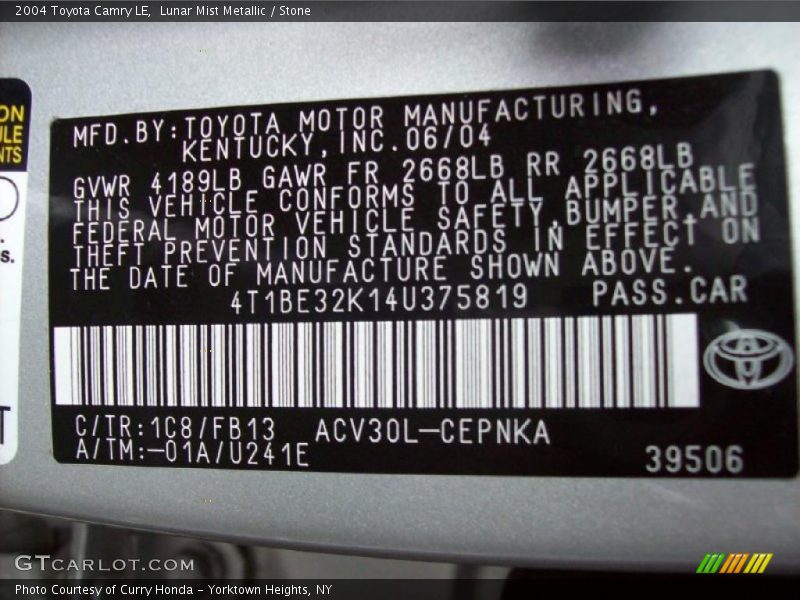 2004 Toyota Camry LE,  Lunar Mist Metallic / Stone
ON
ULE
NTS
s.
T
MFD.BY:TOYOTA MOTOR MANUFACTURING,
KENTUCKY,INC.06/04
GVWR 4189LB GAWR FR 2668LB RR 2668LB
THIS VEHICLE CONFORMS TO ALL APPLICABLE
FEDERAL MOTOR VEHICLE SAFETY,BUMPER,AND
THEFT PREVENTION STANDARDS IN EFFECT ON
THE DATE OF MANUFACTURE SHOWN ABOVE.
4T1BE32K14U375819 PASS.CAR
C/TR:1C8/FB13 ACV30L-CEPNKA
A/TM:-01A/U241E
39506
GTCARLOT.COM
Photo Courtesy of Curry Honda - Yorktown Heights, NY